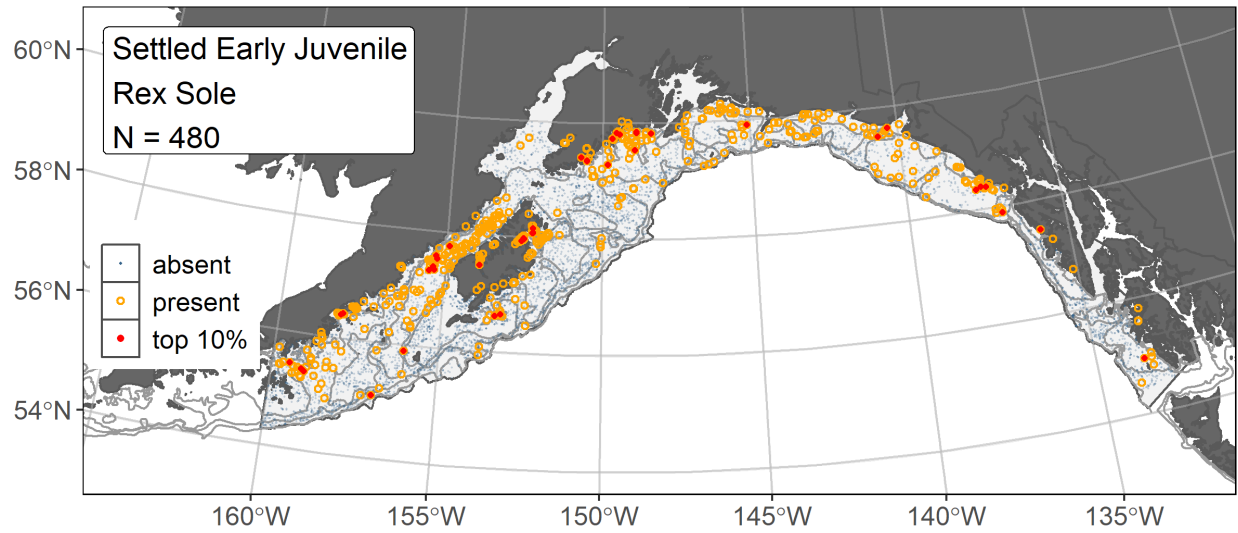 Settled Early Juvenile
Rex Sole
N = 480
60°N
58°N
56°N
54°N
absent
present
top 10%
160°W
155°W
150°W
145°W
140°W
135°W